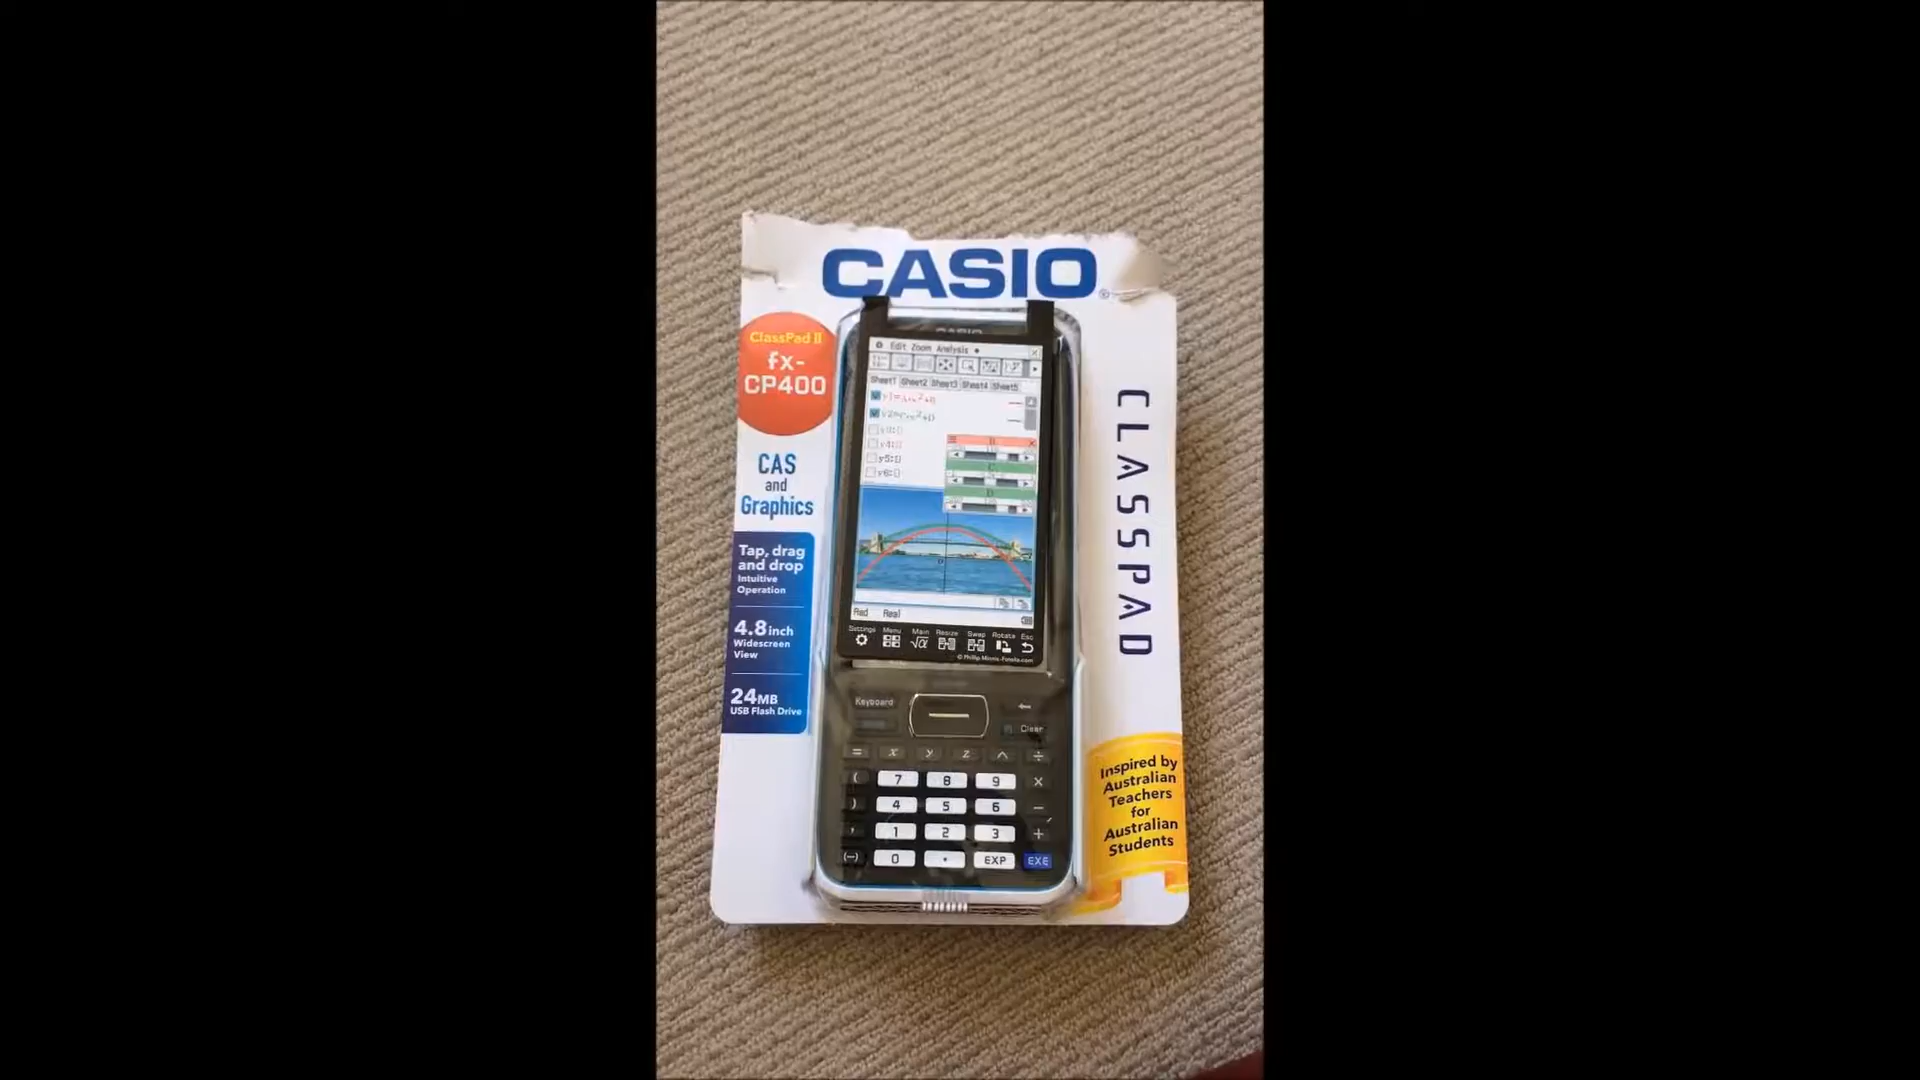 CASIO
ClassPad II
fx-
CP400
CAS
and
Graphics
Tap, drag
and drop
Intuitive
Operation
4.8inch
Widescreen
View
24MB
USB Flash Drive
CLASSPAD
Inspired by
Australian
Teachers
for
Australian
Students
CASIO
Edit Zoom Analysis
Sheet1 Sheet2 Sheet3 Sheet4 Sheet5
y5:
y6:
B
C
D
Rad Real
Settings Menu Main Resize Swap Rotate Esc
Keyboard
Clear
= x y z ^ ÷
( 7 8 9 ×
) 4 5 6 −
, 1 2 3 +
(−) 0 . EXP EXE